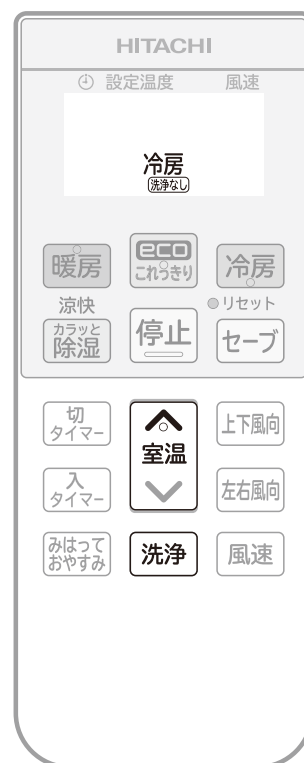 HITACHI
設定温度 風速
冷房
洗浄なし
暖房 eco これっきり 冷房
涼快 リセット
カラッと除湿 停止 セーブ
切タイマー 室温 上下風向
入タイマー 左右風向
みはっておやすみ 洗浄 風速